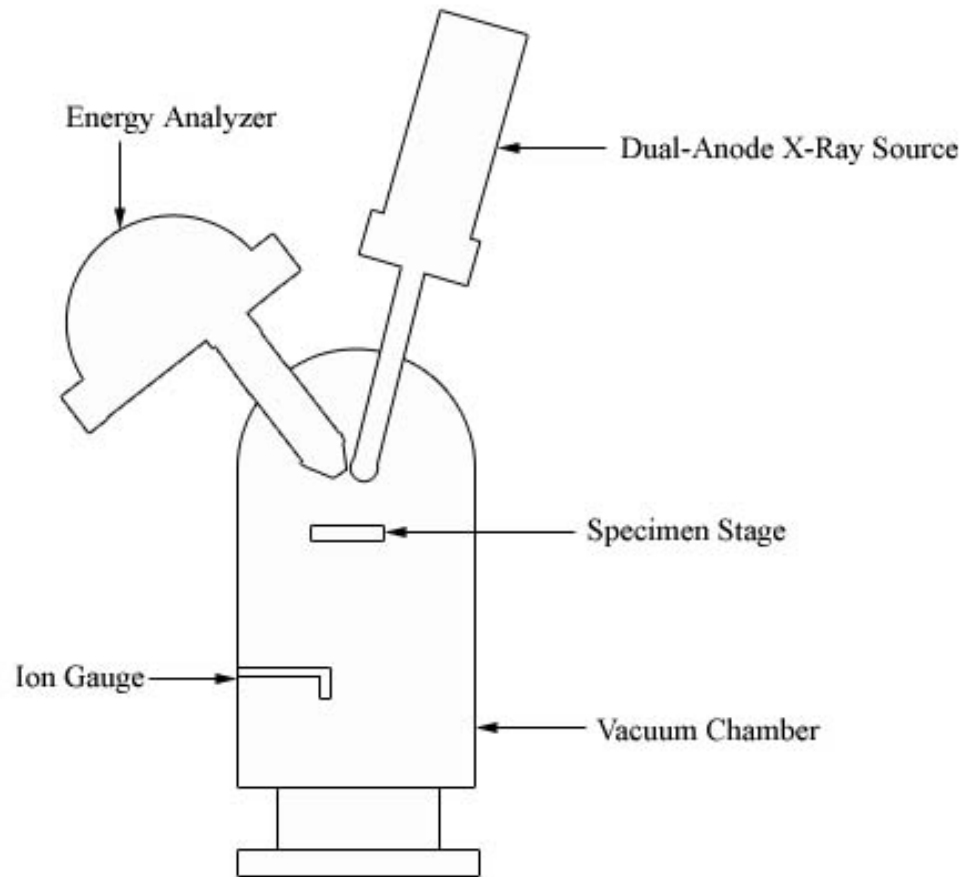 Energy Analyzer
Dual-Anode X-Ray Source
Specimen Stage
Ion Gauge
Vacuum Chamber